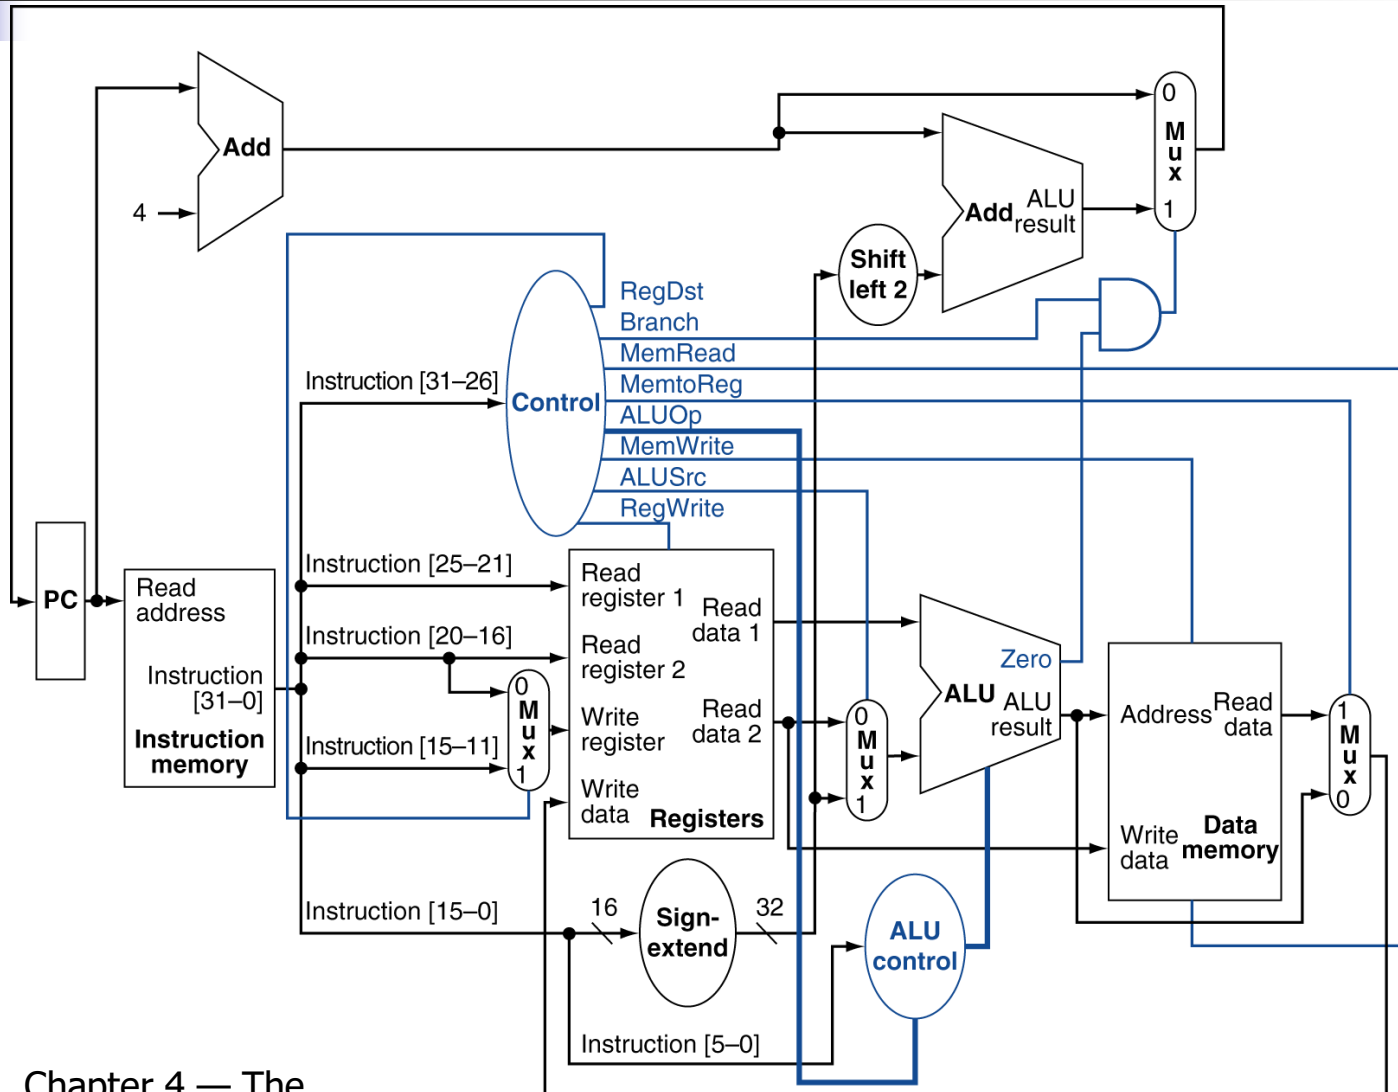 0
M
u
x
1
Add
4
Add
ALU
result
Shift
left 2
RegDst
Branch
MemRead
MemtoReg
ALUOp
MemWrite
ALUSrc
RegWrite
Control
Instruction [31–26]
Instruction [25–21]
Instruction [20–16]
Instruction [15–11]
Instruction [15–0]
Instruction [5–0]
PC
Read
address
Instruction
[31–0]
Instruction
memory
0
M
u
x
1
Read
register 1
Read
register 2
Write
register
Write
data
Read
data 1
Read
data 2
Registers
0
M
u
x
1
Zero
ALU
ALU
result
Address
Read
data
Write
data
Data
memory
1
M
u
x
0
16
Sign-
extend
32
ALU
control
Chapter 4 — The